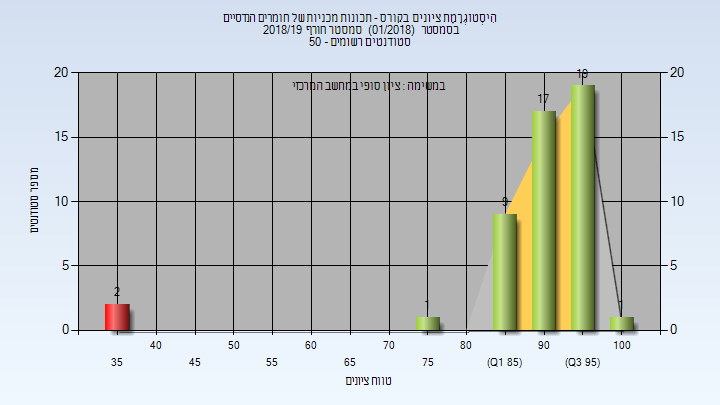 הִיסְטוֹגְרָמַת ציונים בקורס - תכונות מכניות של חומרים הנדסיים
בסמסטר (01/2018) סמסטר חורף 2018/19
סטודנטים רשומים - 50
במשימה : ציון סופי במחשב המרכזי
20 20
15 15
10 10
5 5
0 0
2 1 9 17 19 1
מספר סטודנטים
40 50 60 70 80 90 100
35 45 55 65 75 (Q1 85) (Q3 95)
טווח ציונים